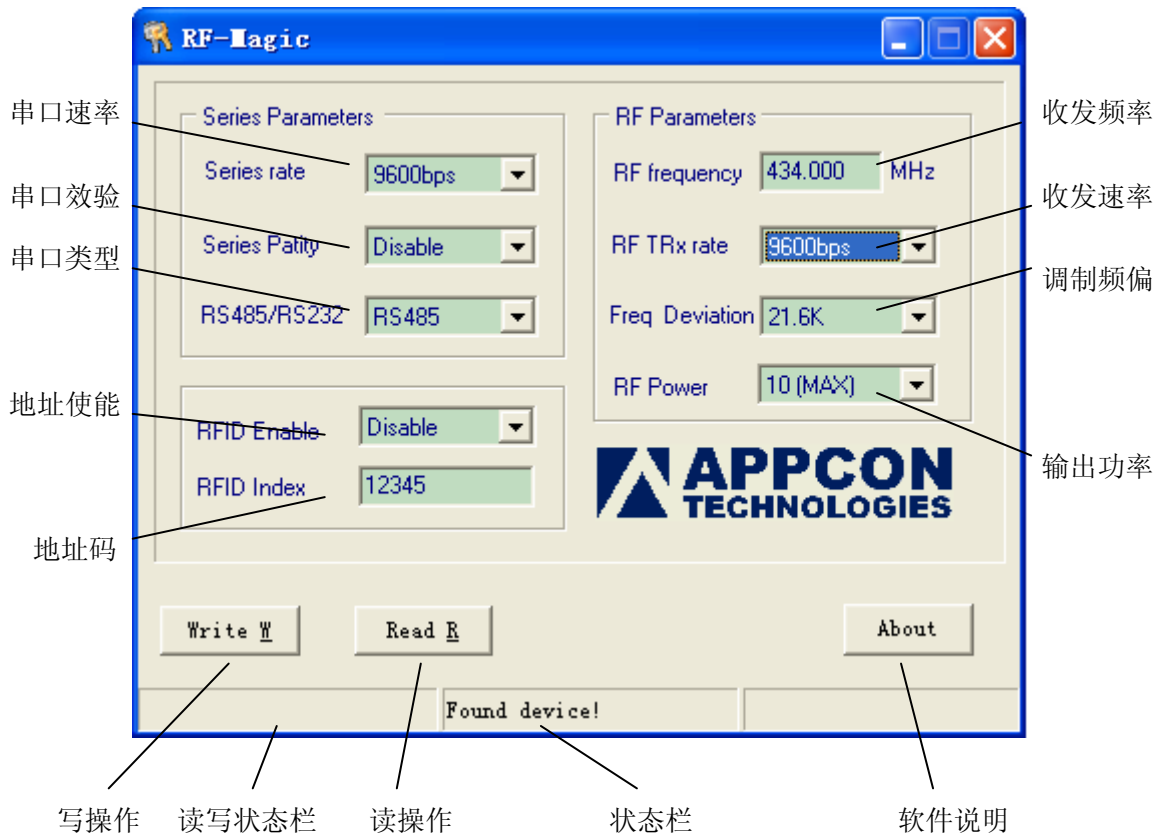 RF-Magic
串口速率
串口效验
串口类型
地址使能
地址码
Series Parameters
Series rate
9600bps
Series Patity
Disable
RS485/RS232
RS485
RFID Enable
Disable
RFID Index
12345
RF Parameters
RF frequency
434.000
MHz
RF TRx rate
9600bps
Freq Deviation
21.6K
RF Power
10 (MAX)
收发频率
收发速率
调制频偏
输出功率
APPCON
TECHNOLOGIES
Write W
Read R
About
Found device!
写操作
读写状态栏
读操作
状态栏
软件说明